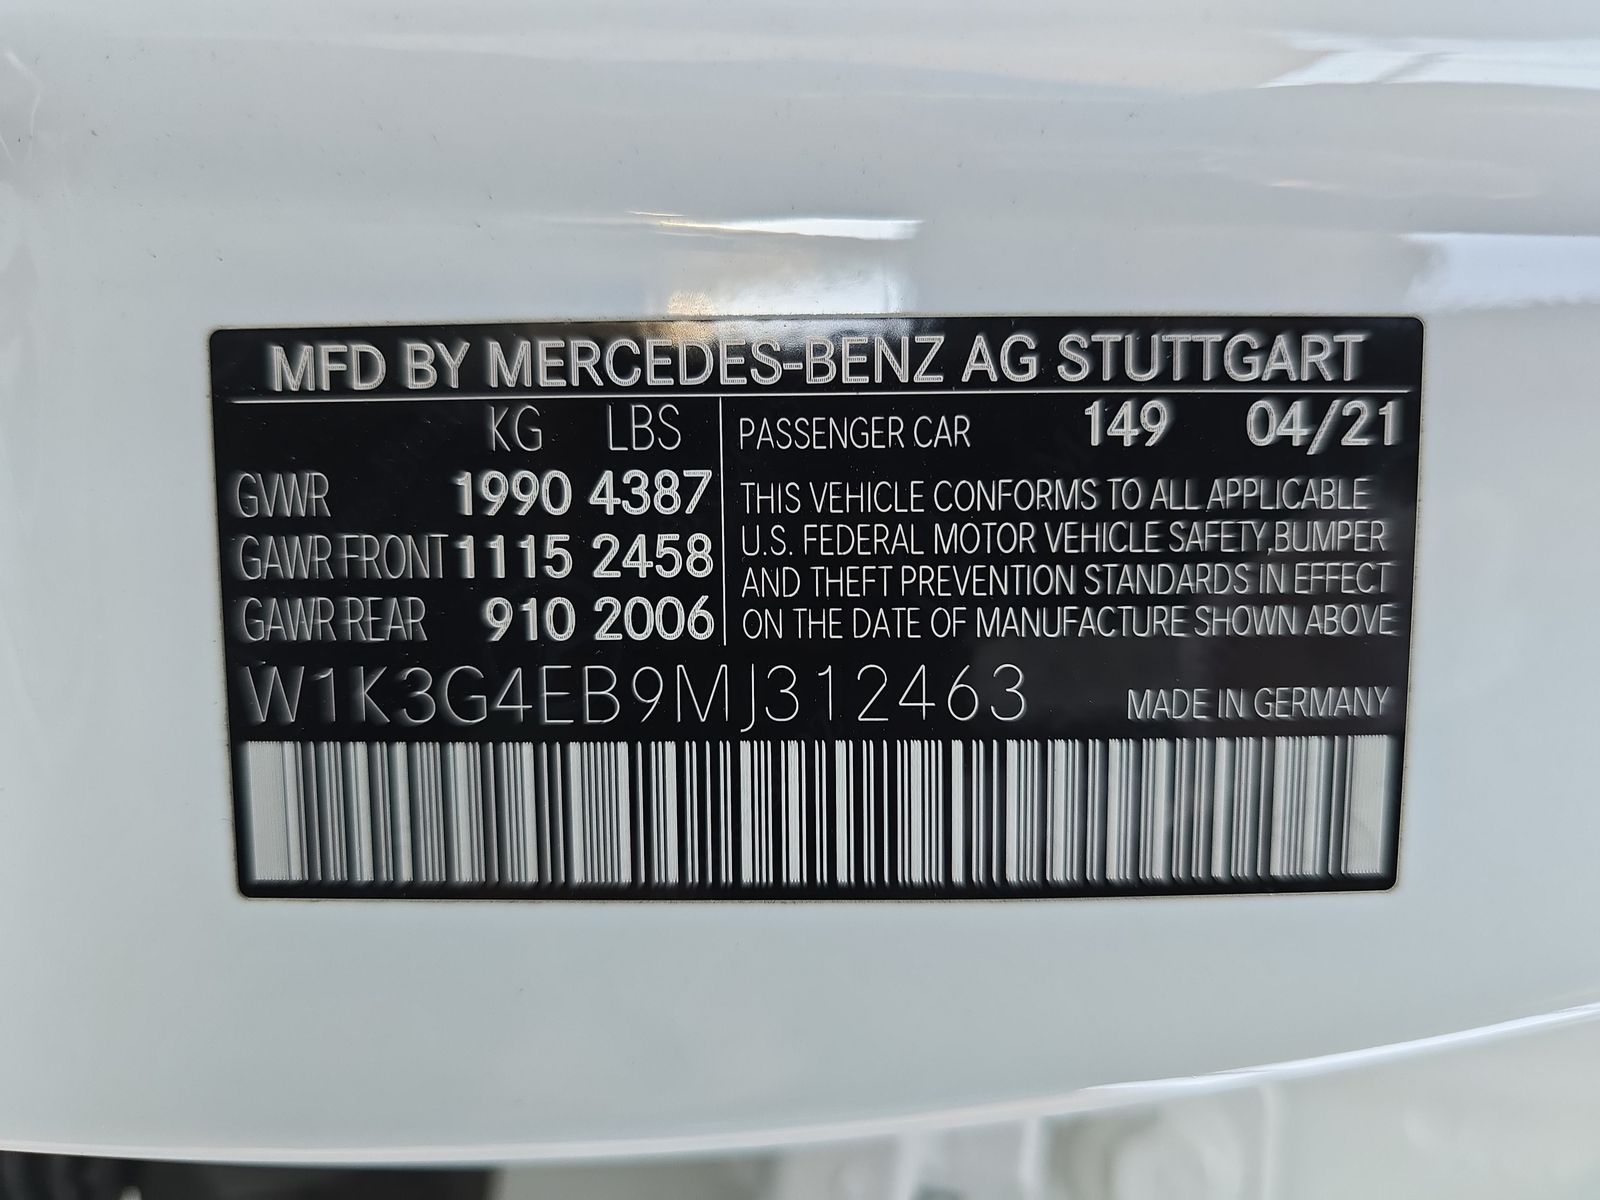 MFD BY MERCEDES-BENZ AG STUTTGART
KG LBS
GVWR 1990 4387
GAWR FRONT 1115 2458
GAWR REAR 910 2006
PASSENGER CAR 149 04/21
THIS VEHICLE CONFORMS TO ALL APPLICABLE
U.S. FEDERAL MOTOR VEHICLE SAFETY,BUMPER
AND THEFT PREVENTION STANDARDS IN EFFECT
ON THE DATE OF MANUFACTURE SHOWN ABOVE
W1K3G4EB9MJ312463
MADE IN GERMANY